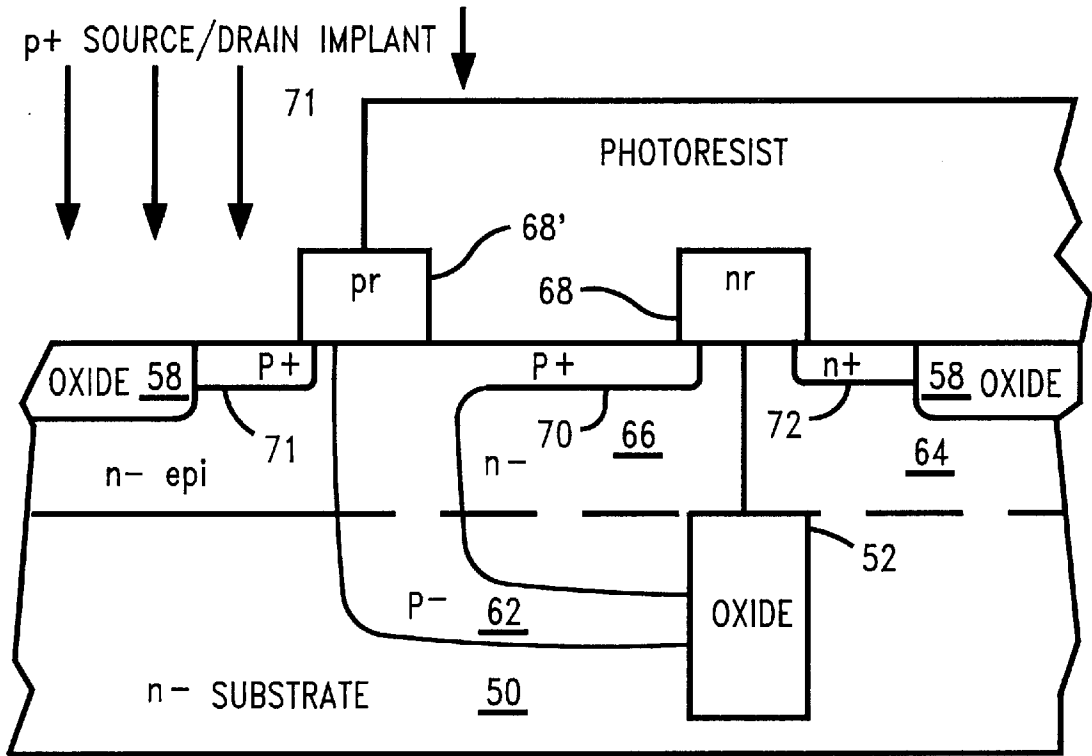 p+ SOURCE/DRAIN IMPLANT
71
PHOTORESIST
68'
pr
68
nr
OXIDE 58
P+
P+
n+
58 OXIDE
71
70
66
72
64
n- epi
n-
52
P-
62
OXIDE
n- SUBSTRATE 50